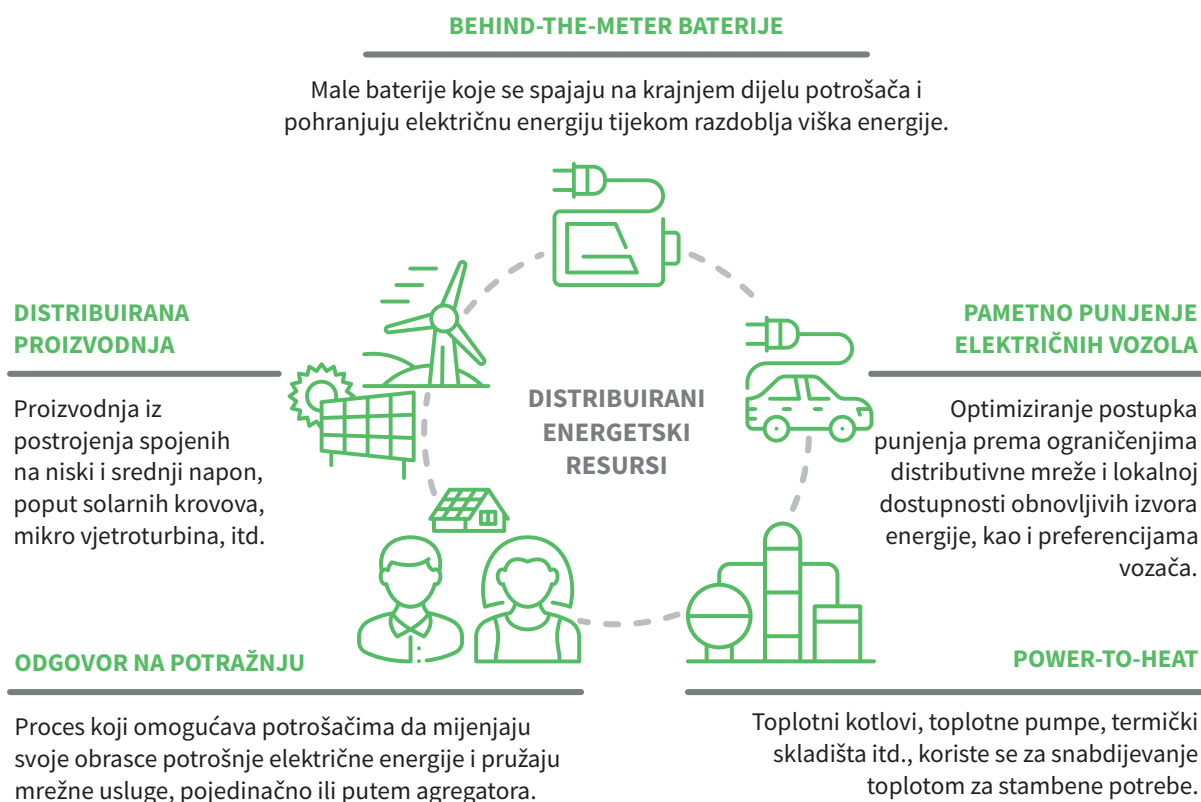 BEHIND-THE-METER BATERIJE
Male baterije koje se spajaju na krajnjem dijelu potrošača i
pohranjuju električnu energiju tijekom razdoblja viška energije.
DISTRIBUIRANA
PROIZVODNJA
Proizvodnja iz
postrojenja spojenih
na niski i srednji napon,
poput solarnih krovova,
mikro vjetroturbina, itd.
DISTRIBUIRANI
ENERGETSKI
RESURSI
PAMETNO PUNJENJE
ELEKTRIČNIH VOZOLA
Optimiziranje postupka
punjenja prema ograničenjima
distributivne mreže i lokalnoj
dostupnosti obnovljivih izvora
energije, kao i preferencijama
vozača.
ODGOVOR NA POTRAŽNJU
Proces koji omogućava potrošačima da mijenjaju
svoje obrasce potrošnje električne energije i pružaju
mrežne usluge, pojedinačno ili putem agregatora.
POWER-TO-HEAT
Toplotni kotlovi, toplotne pumpe, termički
skladišta itd., koriste se za snabdijevanje
toplotom za stambene potrebe.